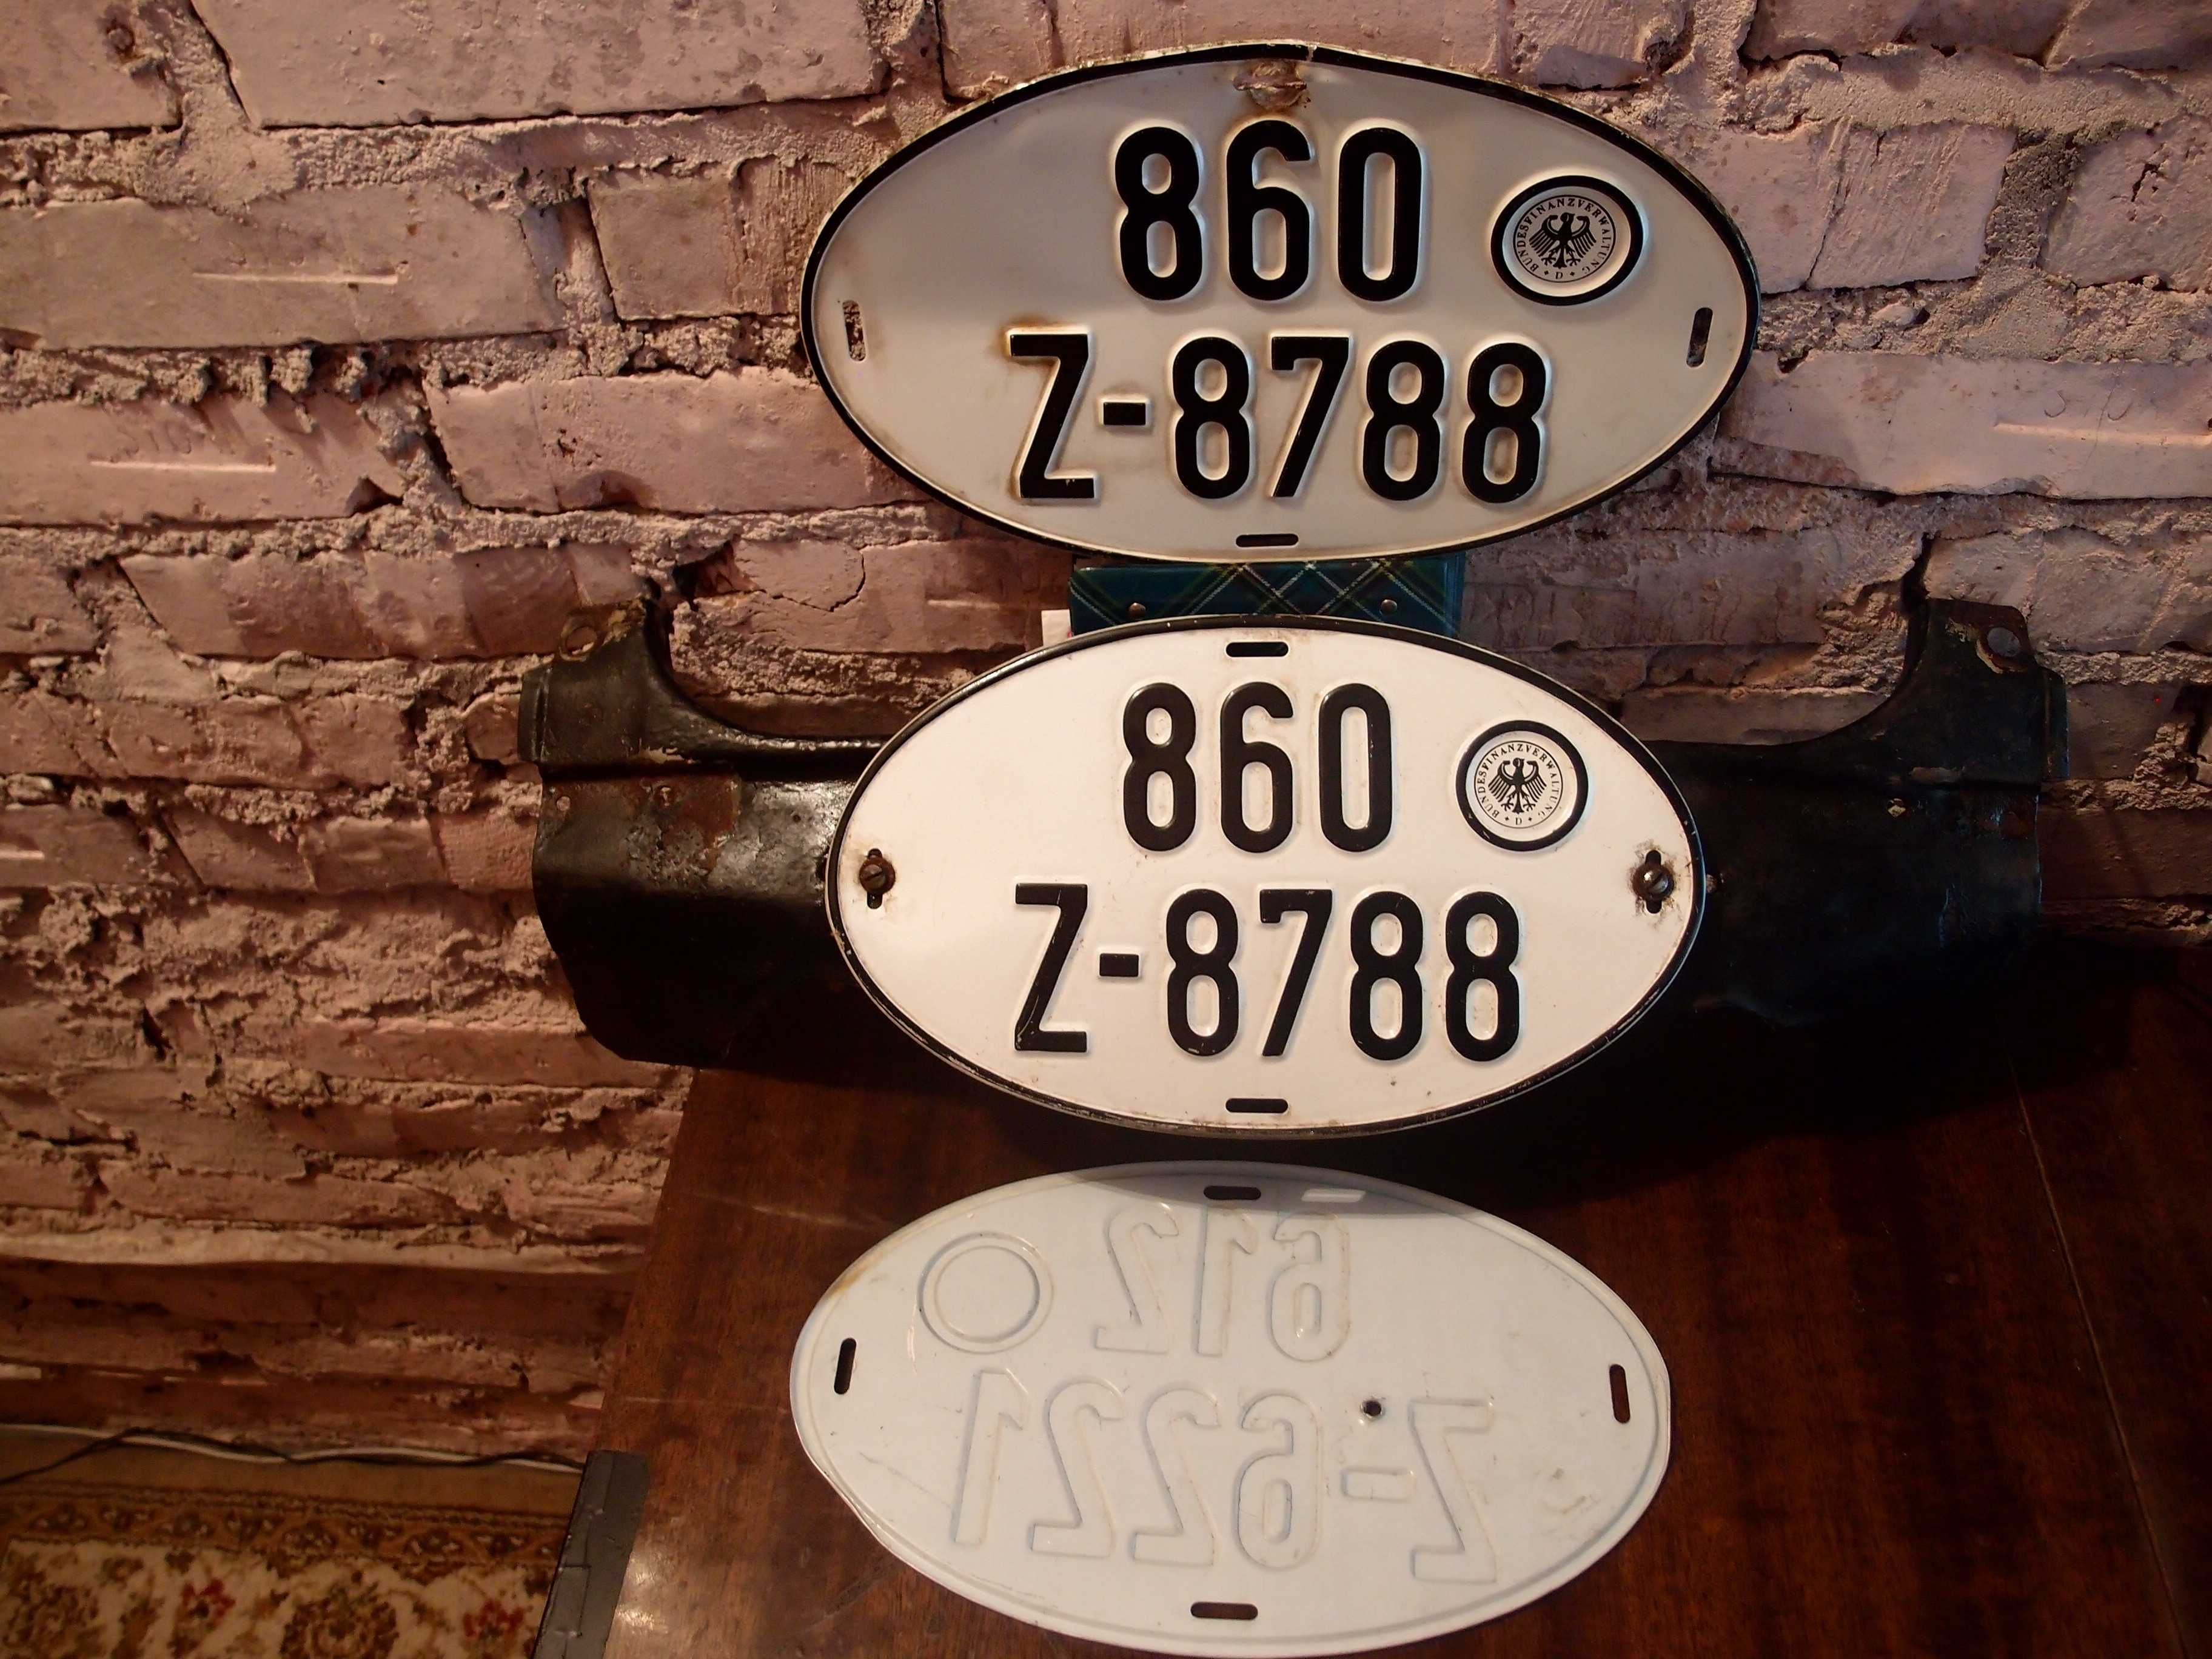 860
BUNDESFINANZVERWALTUNG • D •
Z-8788
860
BUNDESFINANZVERWALTUNG • D •
Z-8788
612
Z-6221